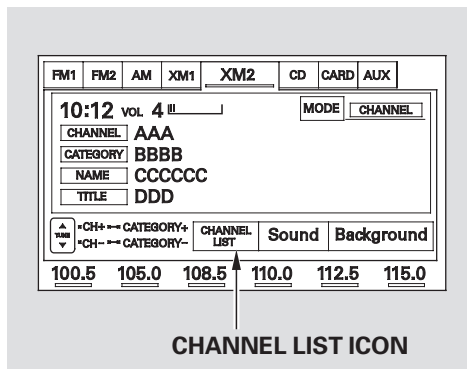 FM1 FM2 AM XM1 XM2 CD CARD AUX
10:12 VOL 4 MODE CHANNEL
CHANNEL AAA
CATEGORY BBBB
NAME CCCCCC
TITLE DDD
TUNE CH+ CATEGORY+ CHANNEL LIST Sound Background
CH- CATEGORY-
100.5 105.0 108.5 110.0 112.5 115.0
CHANNEL LIST ICON